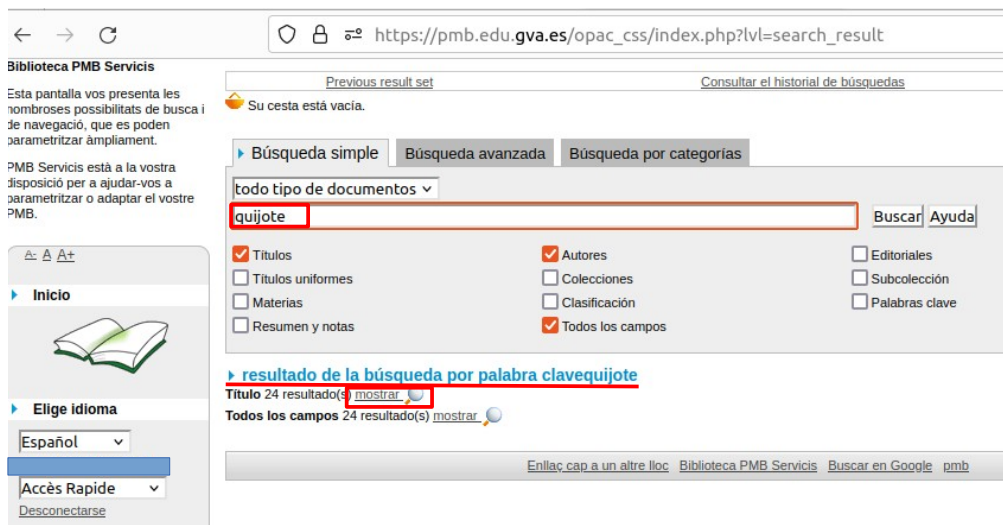 https://pmb.edu.gva.es/opac_css/index.php?lvl=search_result
Biblioteca PMB Servicis
Esta pantalla vos presenta les
nombroses possibilitats de busca i
de navegació, que es poden
parametritzar àmpliament.
PMB Servicis està a la vostra
disposició per a ajudar-vos a
parametritzar o adaptar el vostre
PMB.
A- A A+
Inicio
Elige idioma
Español
Accès Rapide
Desconectarse
Previous result set
Consultar el historial de búsquedas
Su cesta está vacía.
Búsqueda simple Búsqueda avanzada Búsqueda por categorías
todo tipo de documentos
quijote Buscar Ayuda
Títulos Autores Editoriales
Títulos uniformes Colecciones Subcolección
Materias Clasificación Palabras clave
Resumen y notas Todos los campos
resultado de la búsqueda por palabra clavequijote
Título 24 resultado(s) mostrar
Todos los campos 24 resultado(s) mostrar
Enllaç cap a un altre lloc Biblioteca PMB Servicis Buscar en Google pmb